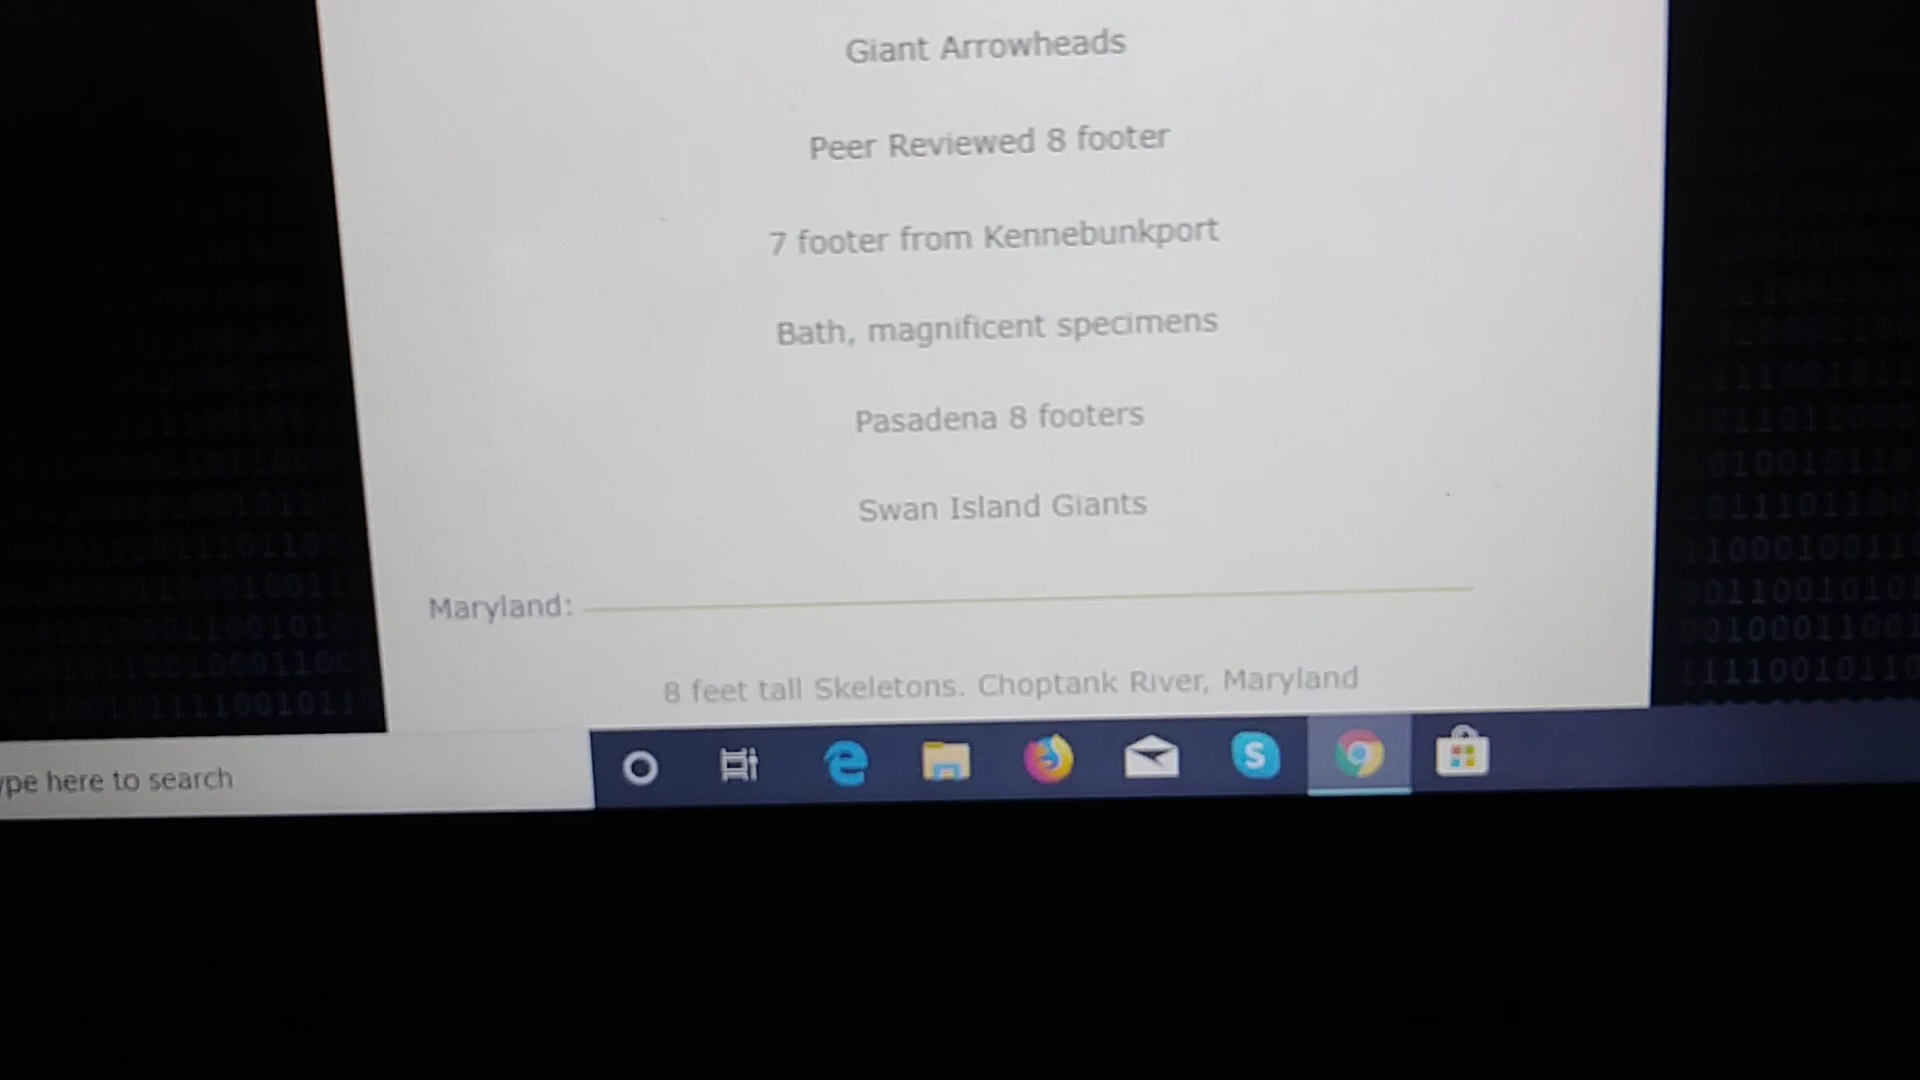 Giant Arrowheads
Peer Reviewed 8 footer
7 footer from Kennebunkport
Bath, magnificent specimens
Pasadena 8 footers
Swan Island Giants
Maryland:
8 feet tall Skeletons. Choptank River, Maryland
ype here to search